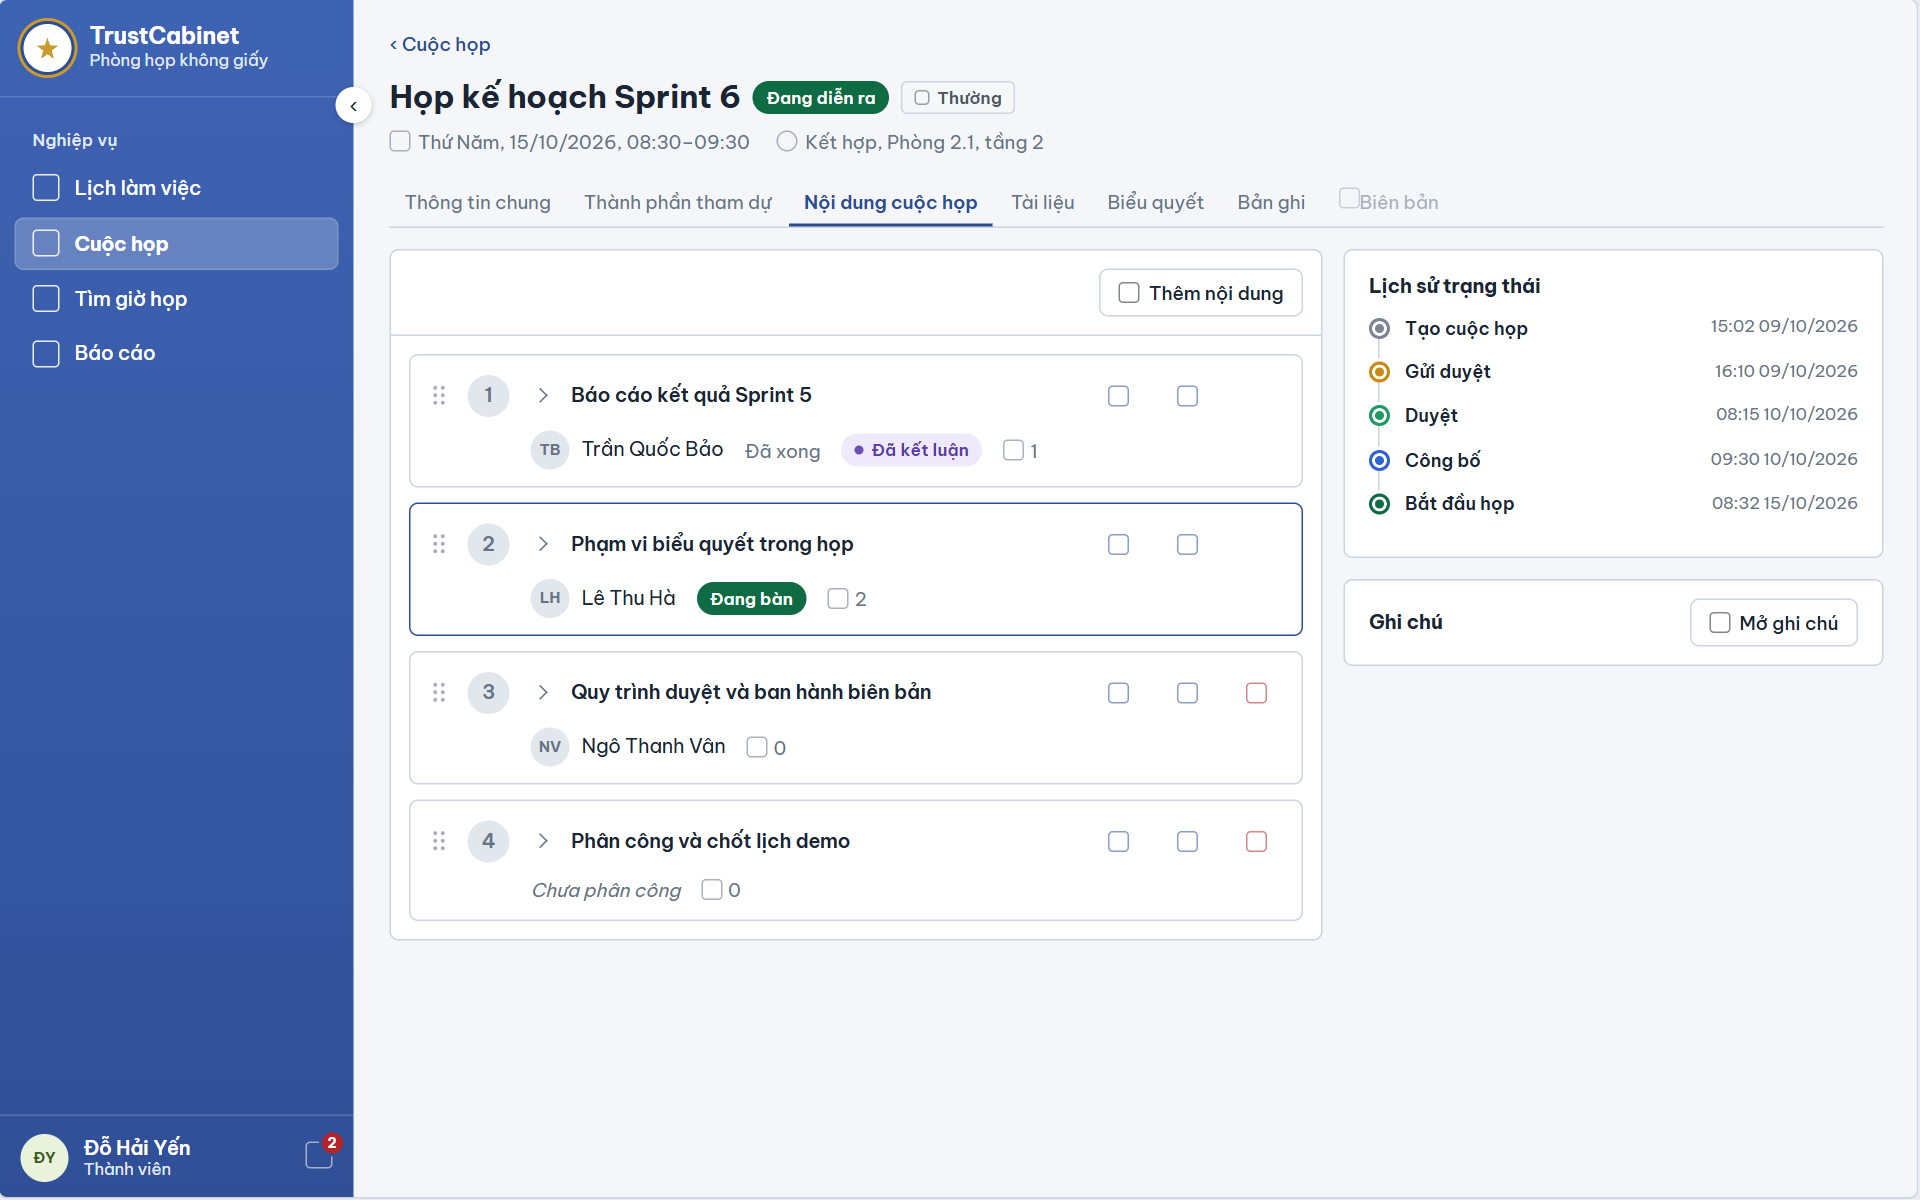 TrustCabinet
Phòng họp không giấy
Nghiệp vụ
Lịch làm việc
Cuộc họp
Tìm giờ họp
Báo cáo
ĐY
Đỗ Hải Yến
Thành viên
2
‹ Cuộc họp
Họp kế hoạch Sprint 6
Đang diễn ra
Thường
Thứ Năm, 15/10/2026, 08:30–09:30
Kết hợp, Phòng 2.1, tầng 2
Thông tin chung
Thành phần tham dự
Nội dung cuộc họp
Tài liệu
Biểu quyết
Bản ghi
Biên bản
Thêm nội dung
1
Báo cáo kết quả Sprint 5
TB
Trần Quốc Bảo
Đã xong
Đã kết luận
1
2
Phạm vi biểu quyết trong họp
LH
Lê Thu Hà
Đang bàn
2
3
Quy trình duyệt và ban hành biên bản
NV
Ngô Thanh Vân
0
4
Phân công và chốt lịch demo
Chưa phân công
0
Lịch sử trạng thái
Tạo cuộc họp
15:02 09/10/2026
Gửi duyệt
16:10 09/10/2026
Duyệt
08:15 10/10/2026
Công bố
09:30 10/10/2026
Bắt đầu họp
08:32 15/10/2026
Ghi chú
Mở ghi chú